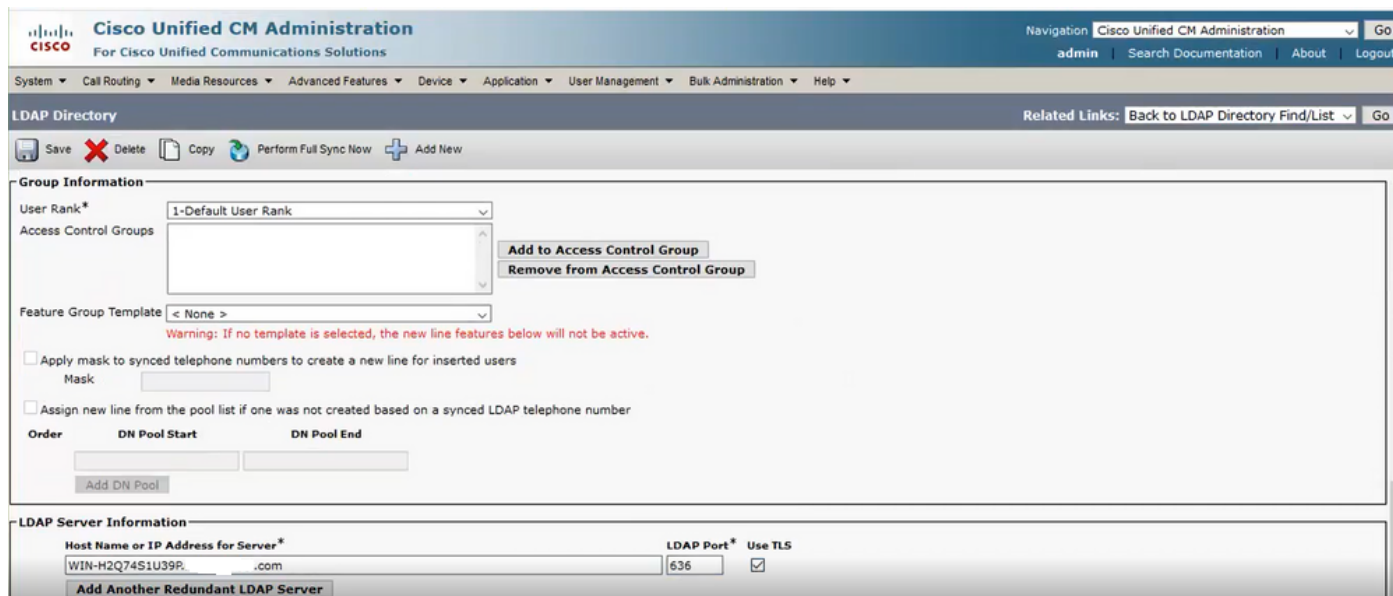 Cisco Unified CM Administration
For Cisco Unified Communications Solutions
CISCO
Navigation Cisco Unified CM Administration Go
admin | Search Documentation | About | Logout
System Call Routing Media Resources Advanced Features Device Application User Management Bulk Administration Help
LDAP Directory Related Links: Back to LDAP Directory Find/List Go
Save Delete Copy Perform Full Sync Now Add New
Group Information
User Rank* 1-Default User Rank
Access Control Groups
Add to Access Control Group
Remove from Access Control Group
Feature Group Template < None >
Warning: If no template is selected, the new line features below will not be active.
Apply mask to synced telephone numbers to create a new line for inserted users
Mask
Assign new line from the pool list if one was not created based on a synced LDAP telephone number
Order DN Pool Start DN Pool End
Add DN Pool
LDAP Server Information
Host Name or IP Address for Server* LDAP Port* Use TLS
WIN-H2Q74S1U39P. .com 636
Add Another Redundant LDAP Server